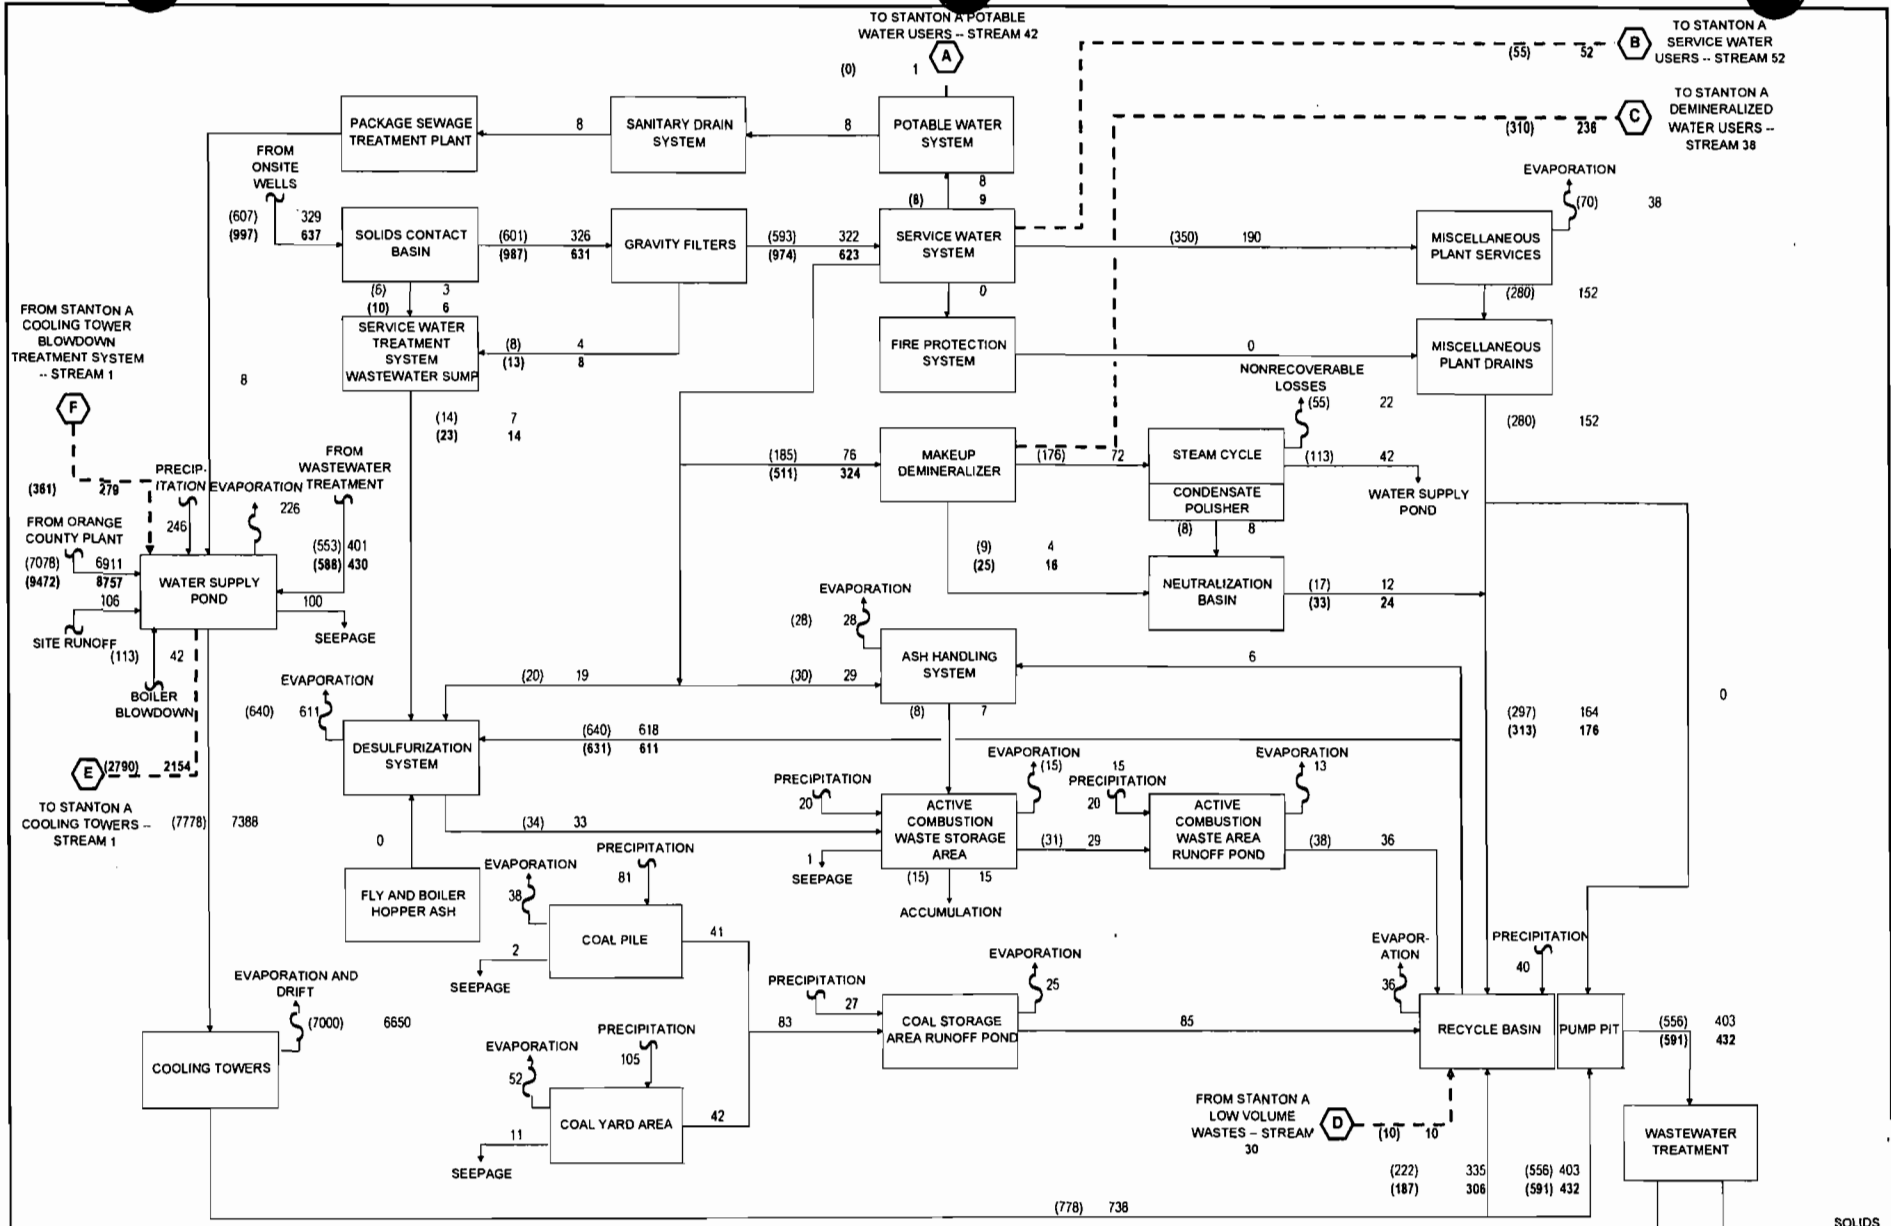 TO STANTON A POTABLE
WATER USERS -- STREAM 42
A
(0) 1
(55) 52
B
TO STANTON A
SERVICE WATER
USERS -- STREAM 52
(310) 236
C
TO STANTON A
DEMINERALIZED
WATER USERS --
STREAM 38
PACKAGE SEWAGE
TREATMENT PLANT
8
SANITARY DRAIN
SYSTEM
8
POTABLE WATER
SYSTEM
8
(8) 9
FROM
ONSITE
WELLS
(607) 329
(997) 637
SOLIDS CONTACT
BASIN
(601) 326
(987) 631
GRAVITY FILTERS
(593) 322
(974) 623
SERVICE WATER
SYSTEM
(350) 190
MISCELLANEOUS
PLANT SERVICES
EVAPORATION
(70) 38
(280) 152
(6) 3
(10) 6
SERVICE WATER
TREATMENT
SYSTEM
WASTEWATER SUMP
(8) 4
(13) 8
0
FIRE PROTECTION
SYSTEM
0
MISCELLANEOUS
PLANT DRAINS
(280) 152
FROM STANTON A
COOLING TOWER
BLOWDOWN
TREATMENT SYSTEM
-- STREAM 1
F
8
(14) 7
(23) 14
(185) 76
(511) 324
MAKEUP
DEMINERALIZER
(176) 72
STEAM CYCLE
CONDENSATE
POLISHER
NONRECOVERABLE
LOSSES
(55) 22
(113) 42
WATER SUPPLY
POND
(8) 8
(9) 4
(25) 16
NEUTRALIZATION
BASIN
(17) 12
(33) 24
(361) 279
PRECIP-
ITATION
246
EVAPORATION
226
FROM
WASTEWATER
TREATMENT
(553) 401
(588) 430
FROM ORANGE
COUNTY PLANT
(7078) 6911
(9472) 8757
WATER SUPPLY
POND
106
SITE RUNOFF
100
SEEPAGE
(113) 42
BOILER
BLOWDOWN
E
(2790) 2154
TO STANTON A
COOLING TOWERS --
STREAM 1
(7778) 7388
EVAPORATION
(28) 28
ASH HANDLING
SYSTEM
6
(20) 19
(30) 29
(8) 7
EVAPORATION
(640) 611
DESULFURIZATION
SYSTEM
(640) 618
(631) 611
(297) 164
(313) 176
0
0
FLY AND BOILER
HOPPER ASH
(34) 33
PRECIPITATION
20
ACTIVE
COMBUSTION
WASTE STORAGE
AREA
EVAPORATION
(15) 15
1
SEEPAGE
(15) 15
ACCUMULATION
(31) 29
PRECIPITATION
20
ACTIVE
COMBUSTION
WASTE AREA
RUNOFF POND
EVAPORATION
13
(38) 36
EVAPORATION
38
PRECIPITATION
81
COAL PILE
41
2
SEEPAGE
EVAPORATION
52
PRECIPITATION
105
COAL YARD AREA
42
11
SEEPAGE
83
PRECIPITATION
27
COAL STORAGE
AREA RUNOFF POND
EVAPORATION
25
85
EVAPOR-
ATION
36
PRECIPITATION
40
RECYCLE BASIN
PUMP PIT
(556) 403
(591) 432
WASTEWATER
TREATMENT
EVAPORATION AND
DRIFT
(7000) 6650
COOLING TOWERS
FROM STANTON A
LOW VOLUME
WASTES -- STREAM
30
D
(10) 10
(222) 335
(187) 306
(556) 403
(591) 432
(778) 738
SOLIDS